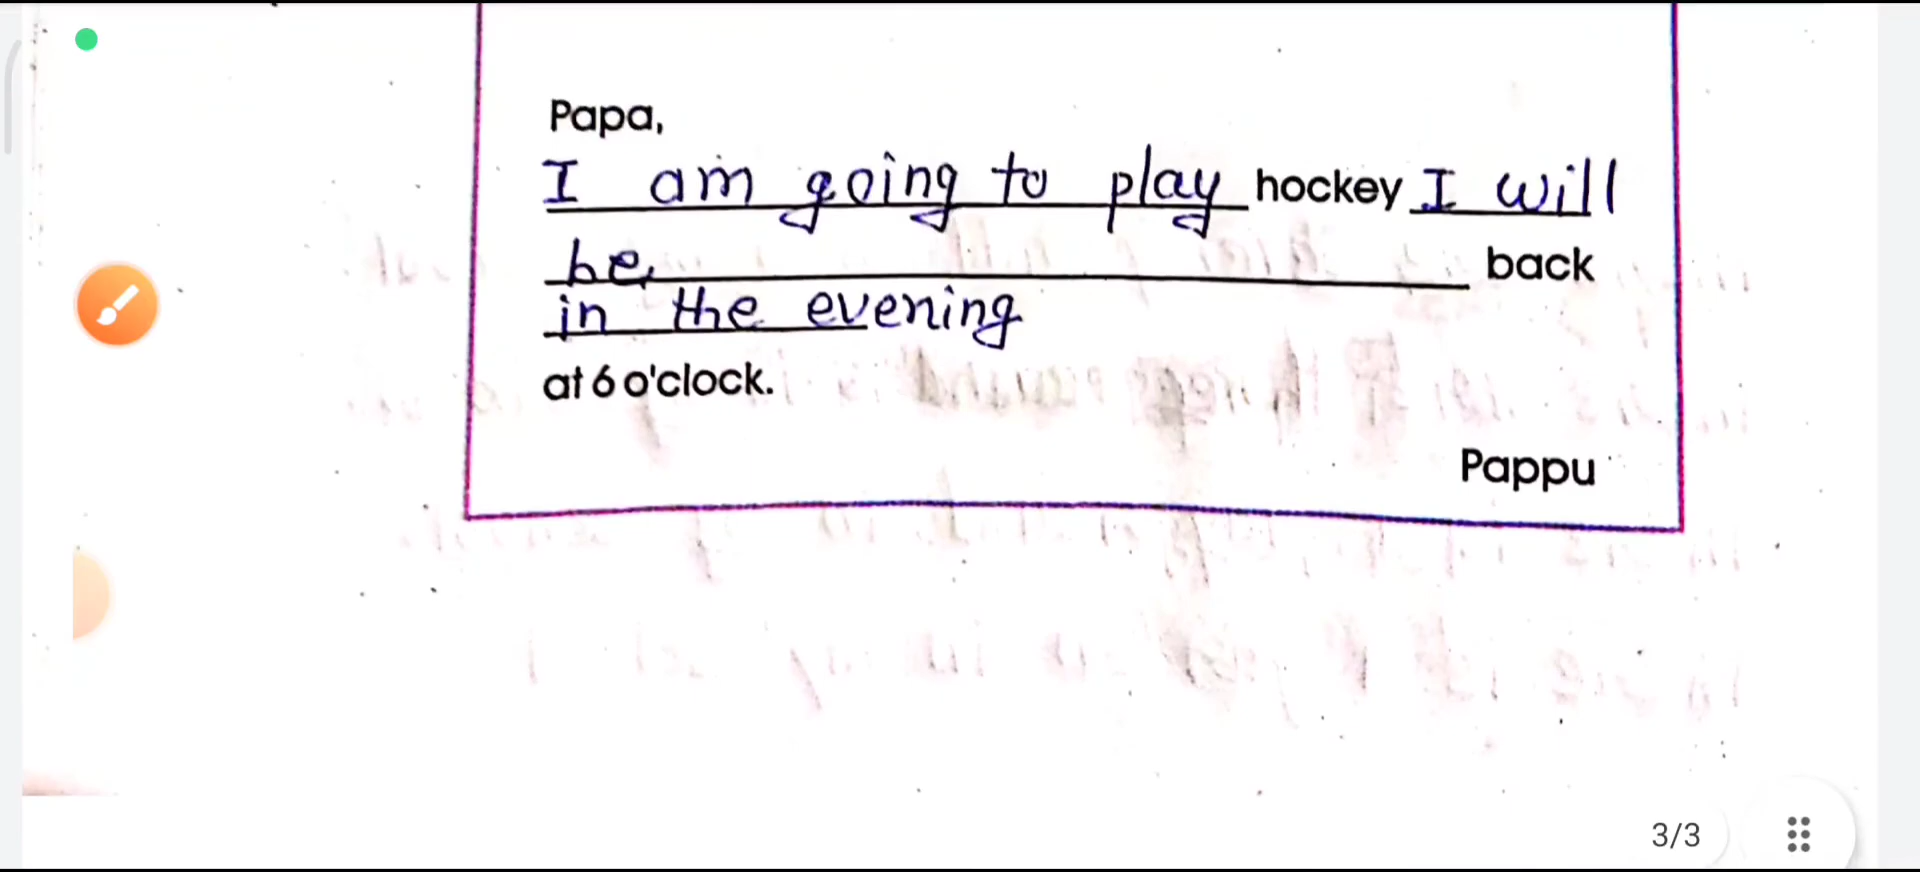 Papa,
I am going to play hockey I will
be back
in the evening
at 6 o'clock.
Pappu
3/3